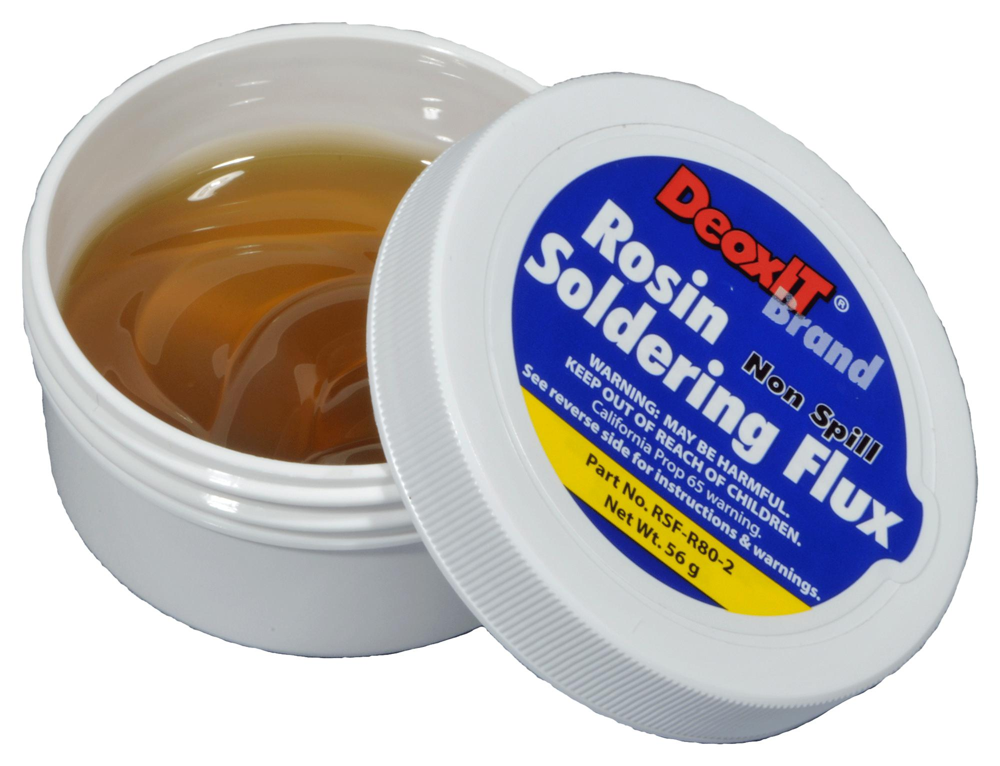 DeoxIT®
Brand
Rosin
Soldering Flux
Non Spill
WARNING: MAY BE HARMFUL.
KEEP OUT OF REACH OF CHILDREN.
California Prop 65 warning.
See reverse side for instructions & warnings.
Part No. RSF-R80-2
Net Wt. 56 g